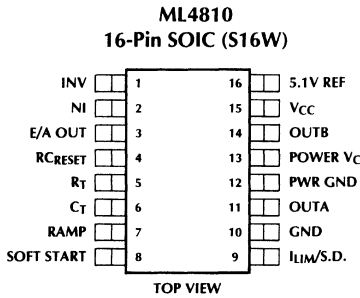 ML4810
16-Pin SOIC (S16W)
INV 1 16 5.1V REF
NI 2 15 VCC
E/A OUT 3 14 OUTB
RCRESET 4 13 POWER VC
RT 5 12 PWR GND
CT 6 11 OUTA
RAMP 7 10 GND
SOFT START 8 9 ILIM/S.D.
TOP VIEW